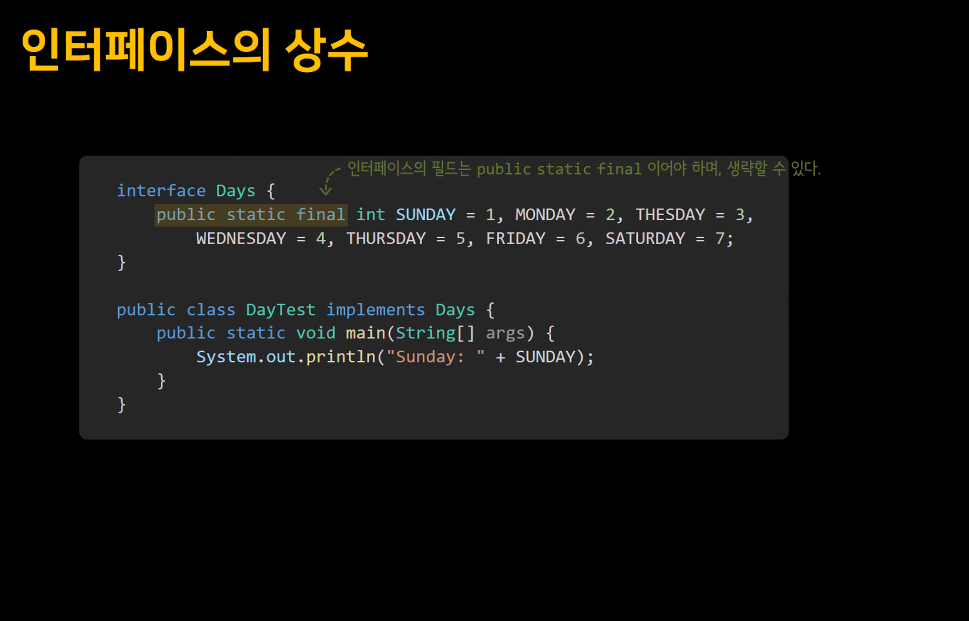 인터페이스의 상수
인터페이스의 필드는 public static final 이어야 하며, 생략할 수 있다.
interface Days {
    public static final int SUNDAY = 1, MONDAY = 2, THESDAY = 3,
        WEDNESDAY = 4, THURSDAY = 5, FRIDAY = 6, SATURDAY = 7;
}
public class DayTest implements Days {
    public static void main(String[] args) {
        System.out.println("Sunday: " + SUNDAY);
    }
}